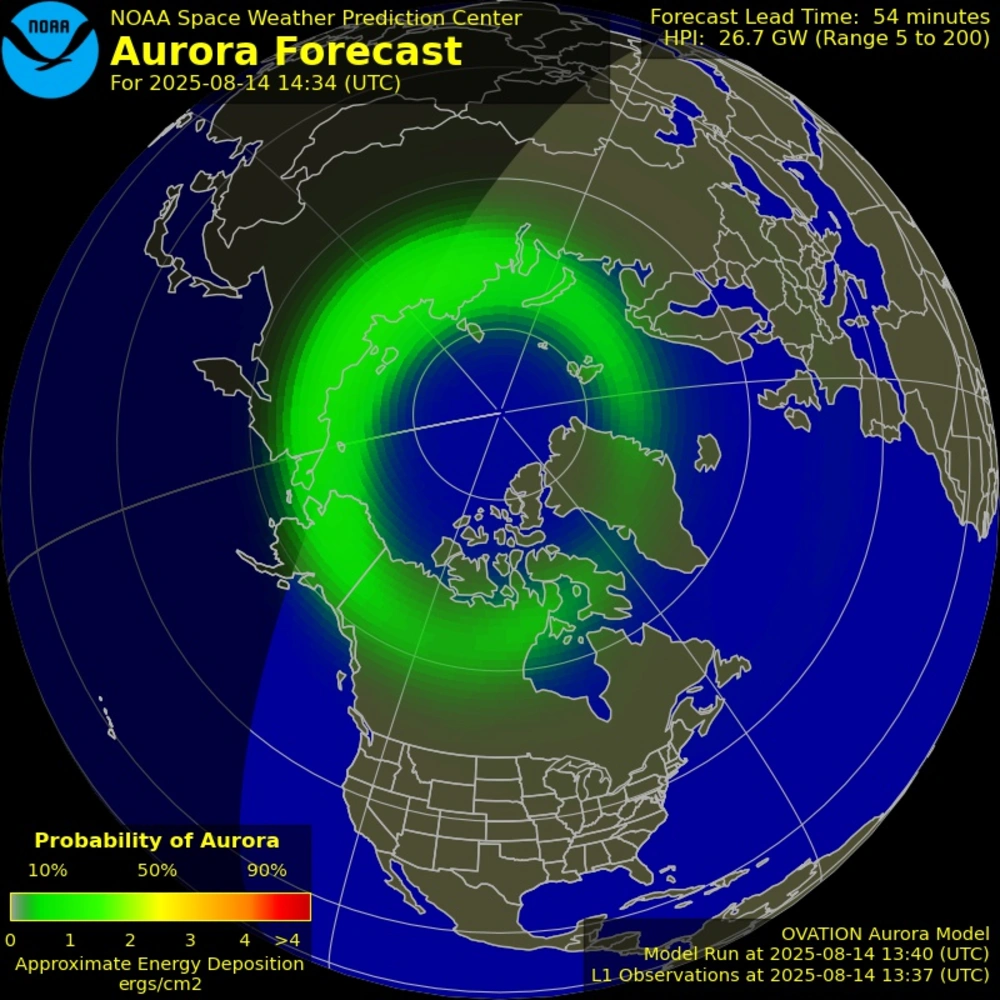 NOAA
NOAA Space Weather Prediction Center
Aurora Forecast
For 2025-08-14 14:34 (UTC)
Forecast Lead Time: 54 minutes
HPI: 26.7 GW (Range 5 to 200)
Probability of Aurora
10% 50% 90%
0 1 2 3 4 >4
Approximate Energy Deposition
ergs/cm2
OVATION Aurora Model
Model Run at 2025-08-14 13:40 (UTC)
L1 Observations at 2025-08-14 13:37 (UTC)